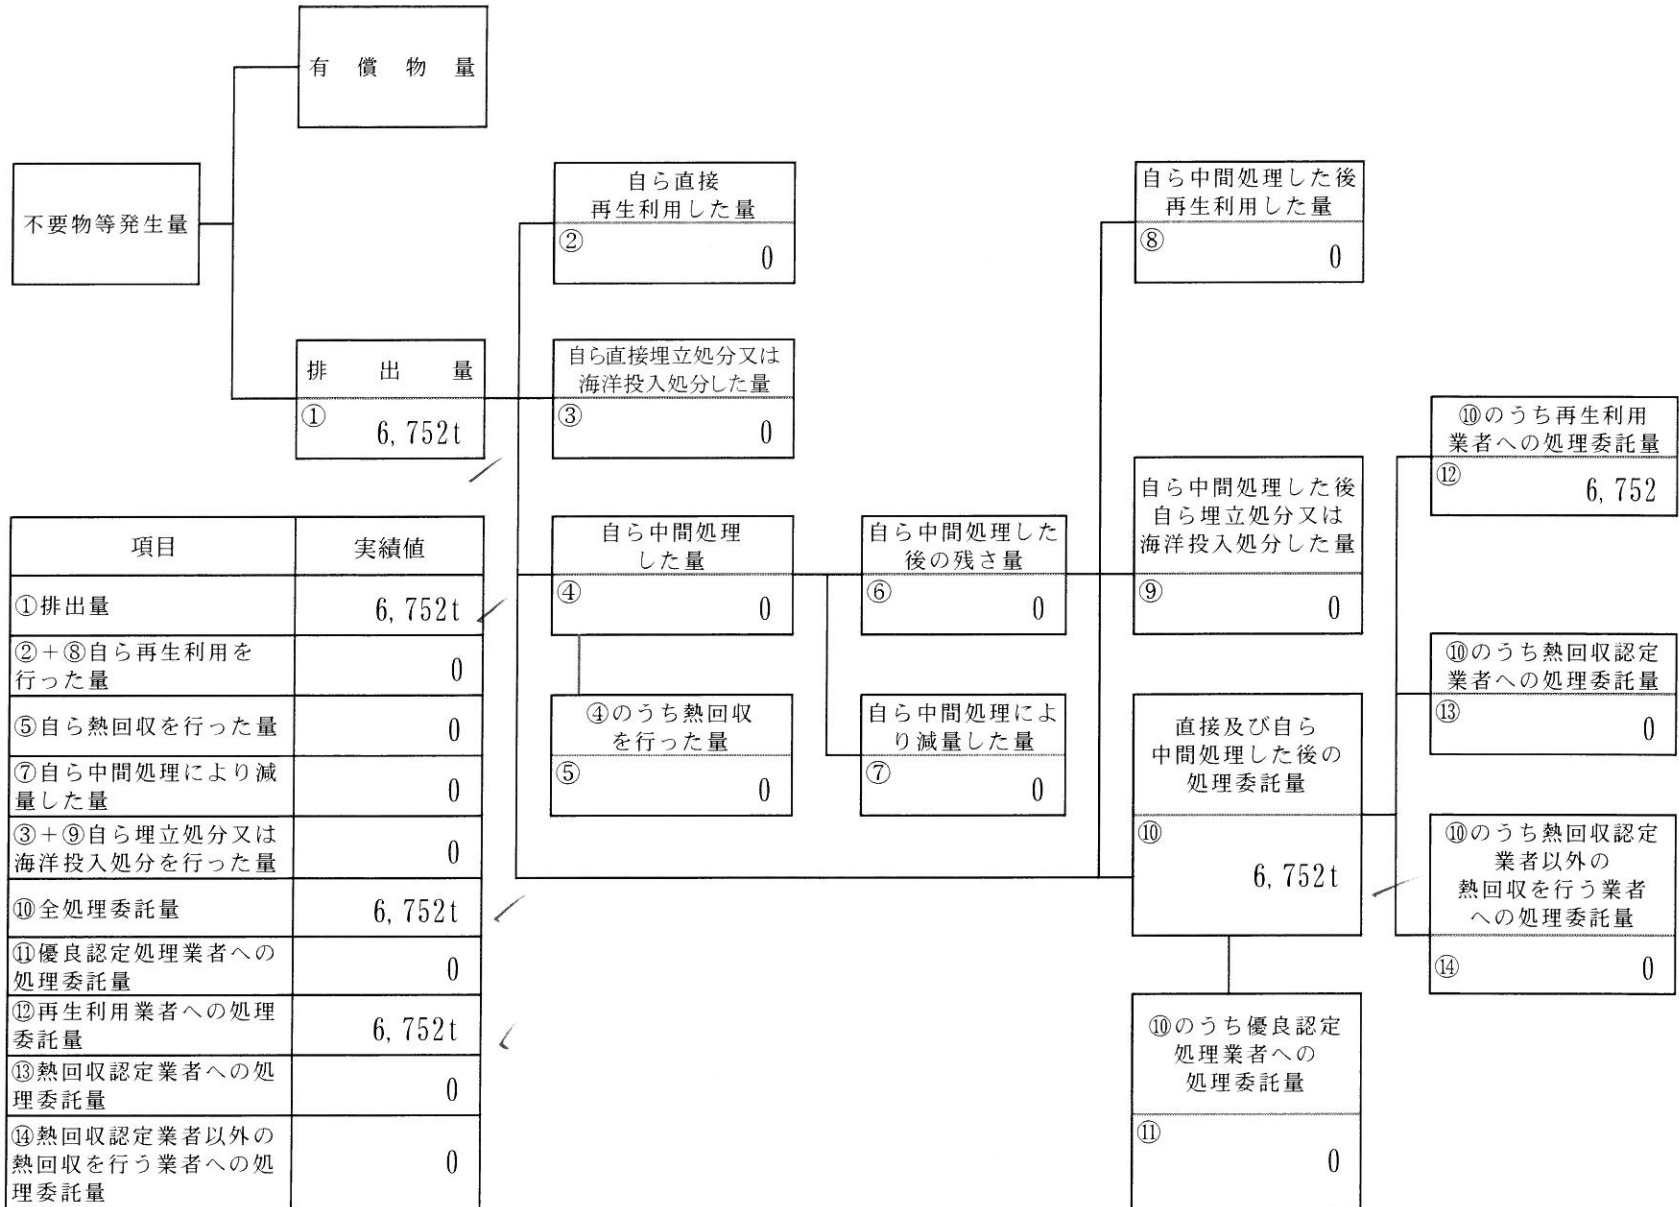 有償物量
不要物等発生量
排出量
① 6,752t
自ら直接
再生利用した量
② 0
自ら直接埋立処分又は
海洋投入処分した量
③ 0
自ら中間処理
した量
④ 0
④のうち熱回収
を行った量
⑤ 0
自ら中間処理した
後の残さ量
⑥ 0
自ら中間処理によ
り減量した量
⑦ 0
自ら中間処理した後
再生利用した量
⑧ 0
自ら中間処理した後
自ら埋立処分又は
海洋投入処分した量
⑨ 0
直接及び自ら
中間処理した後の
処理委託量
⑩
6,752t
⑩のうち優良認定
処理業者への
処理委託量
⑪
0
⑩のうち再生利用
業者への処理委託量
⑫ 6,752
⑩のうち熱回収認定
業者への処理委託量
⑬ 0
⑩のうち熱回収認定
業者以外の
熱回収を行う業者
への処理委託量
⑭ 0
項目 実績値
①排出量 6,752t
②+⑧自ら再生利用を
行った量 0
⑤自ら熱回収を行った量 0
⑦自ら中間処理により減
量した量 0
③+⑨自ら埋立処分又は
海洋投入処分を行った量 0
⑩全処理委託量 6,752t
⑪優良認定処理業者への
処理委託量 0
⑫再生利用業者への処理
委託量 6,752t
⑬熱回収認定業者への処
理委託量 0
⑭熱回収認定業者以外の
熱回収を行う業者への処
理委託量 0